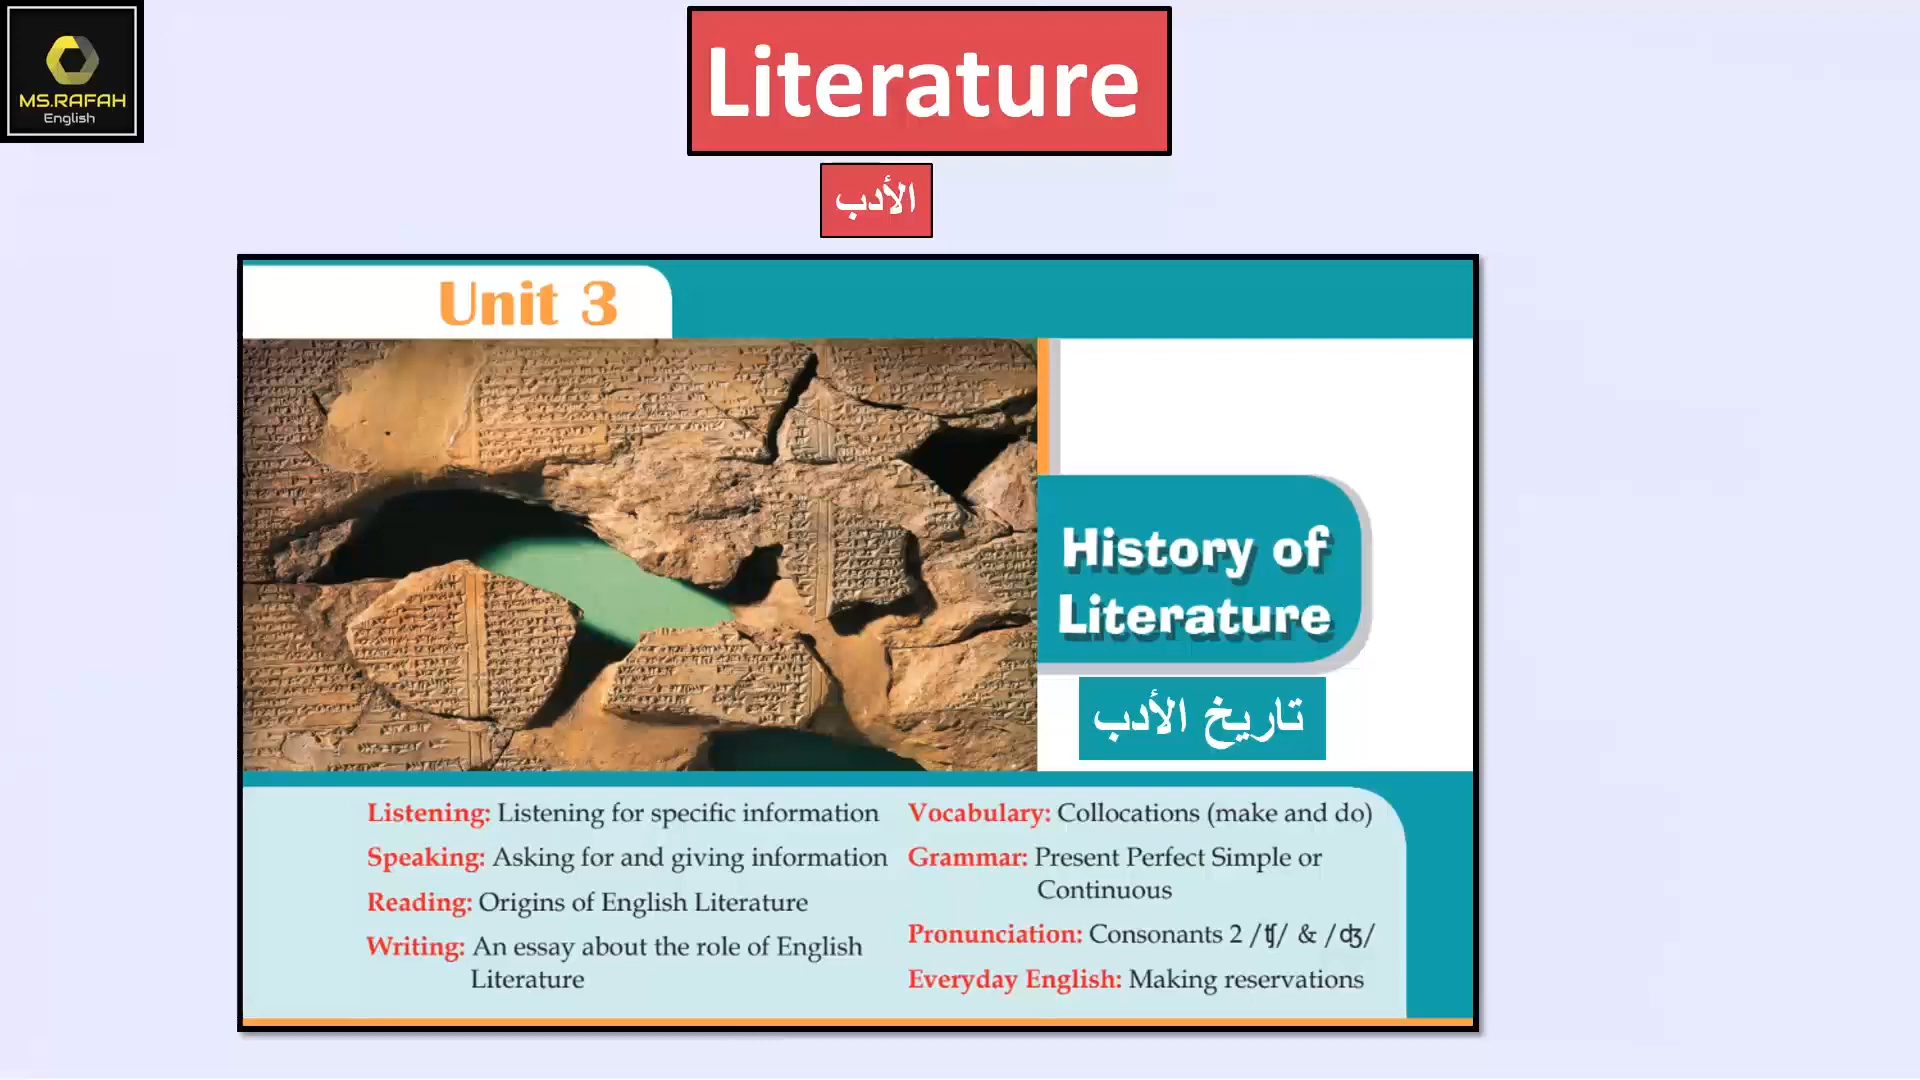 MS.RAFAH
English
Literature
الأدب
Unit 3
History of
Literature
تاريخ الأدب
Listening: Listening for specific information
Speaking: Asking for and giving information
Reading: Origins of English Literature
Writing: An essay about the role of English
Literature
Vocabulary: Collocations (make and do)
Grammar: Present Perfect Simple or
Continuous
Pronunciation: Consonants 2 /ʧ/ & /ʤ/
Everyday English: Making reservations